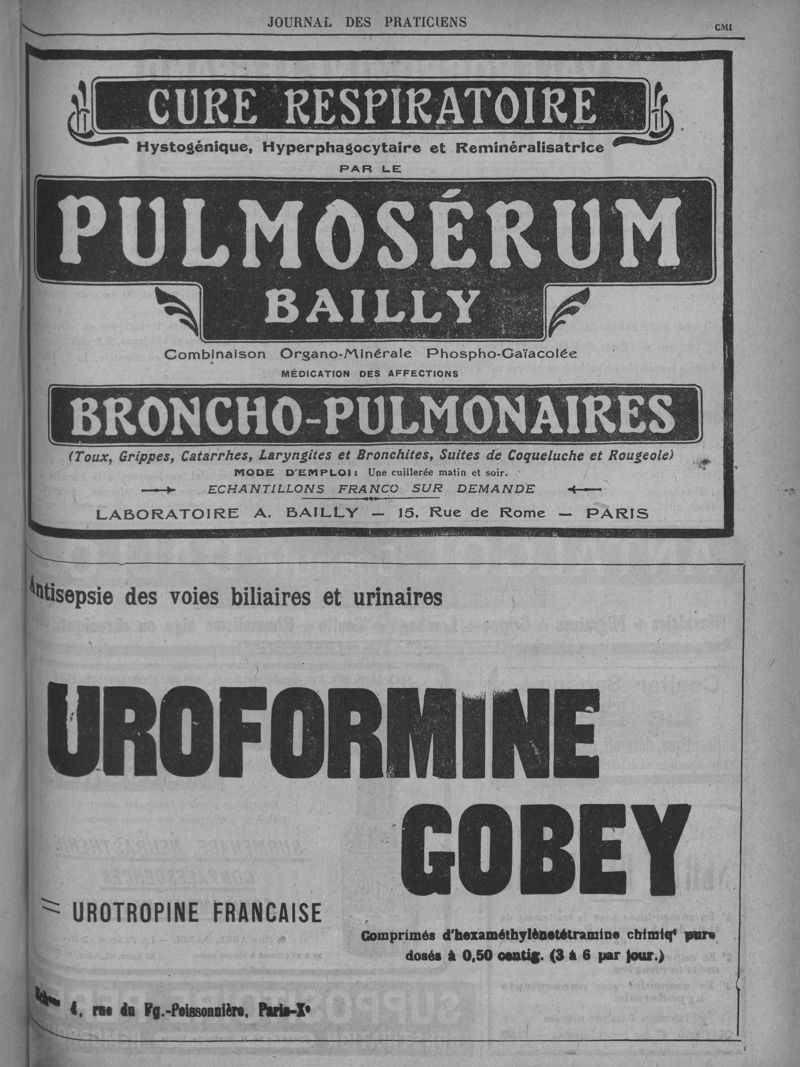 JOURNAL DES PRATICIENS
CMI
CURE RESPIRATOIRE
Hystogénique, Hyperphagocytaire et Reminéralisatrice
PAR LE
PULMOSÉRUM
BAILLY
Combinaison Organo-Minérale Phospho-Gaïacolée
MÉDICATION DES AFFECTIONS
BRONCHO-PULMONAIRES
(Toux, Grippes, Catarrhes, Laryngites et Bronchites, Suites de Coqueluche et Rougeole)
MODE D'EMPLOI: Une cuillerée matin et soir.
ECHANTILLONS FRANCO SUR DEMANDE
LABORATOIRE A. BAILLY — 15, Rue de Rome — PARIS
Antisepsie des voies biliaires et urinaires
UROFORMINE
GOBEY
= UROTROPINE FRANCAISE
Comprimés d'hexaméthylènetétramine chimiqt pure
dosés à 0,50 centig. (3 à 6 par jour.)
4, rue du Fg.-Poissonnière, Paris-Xe